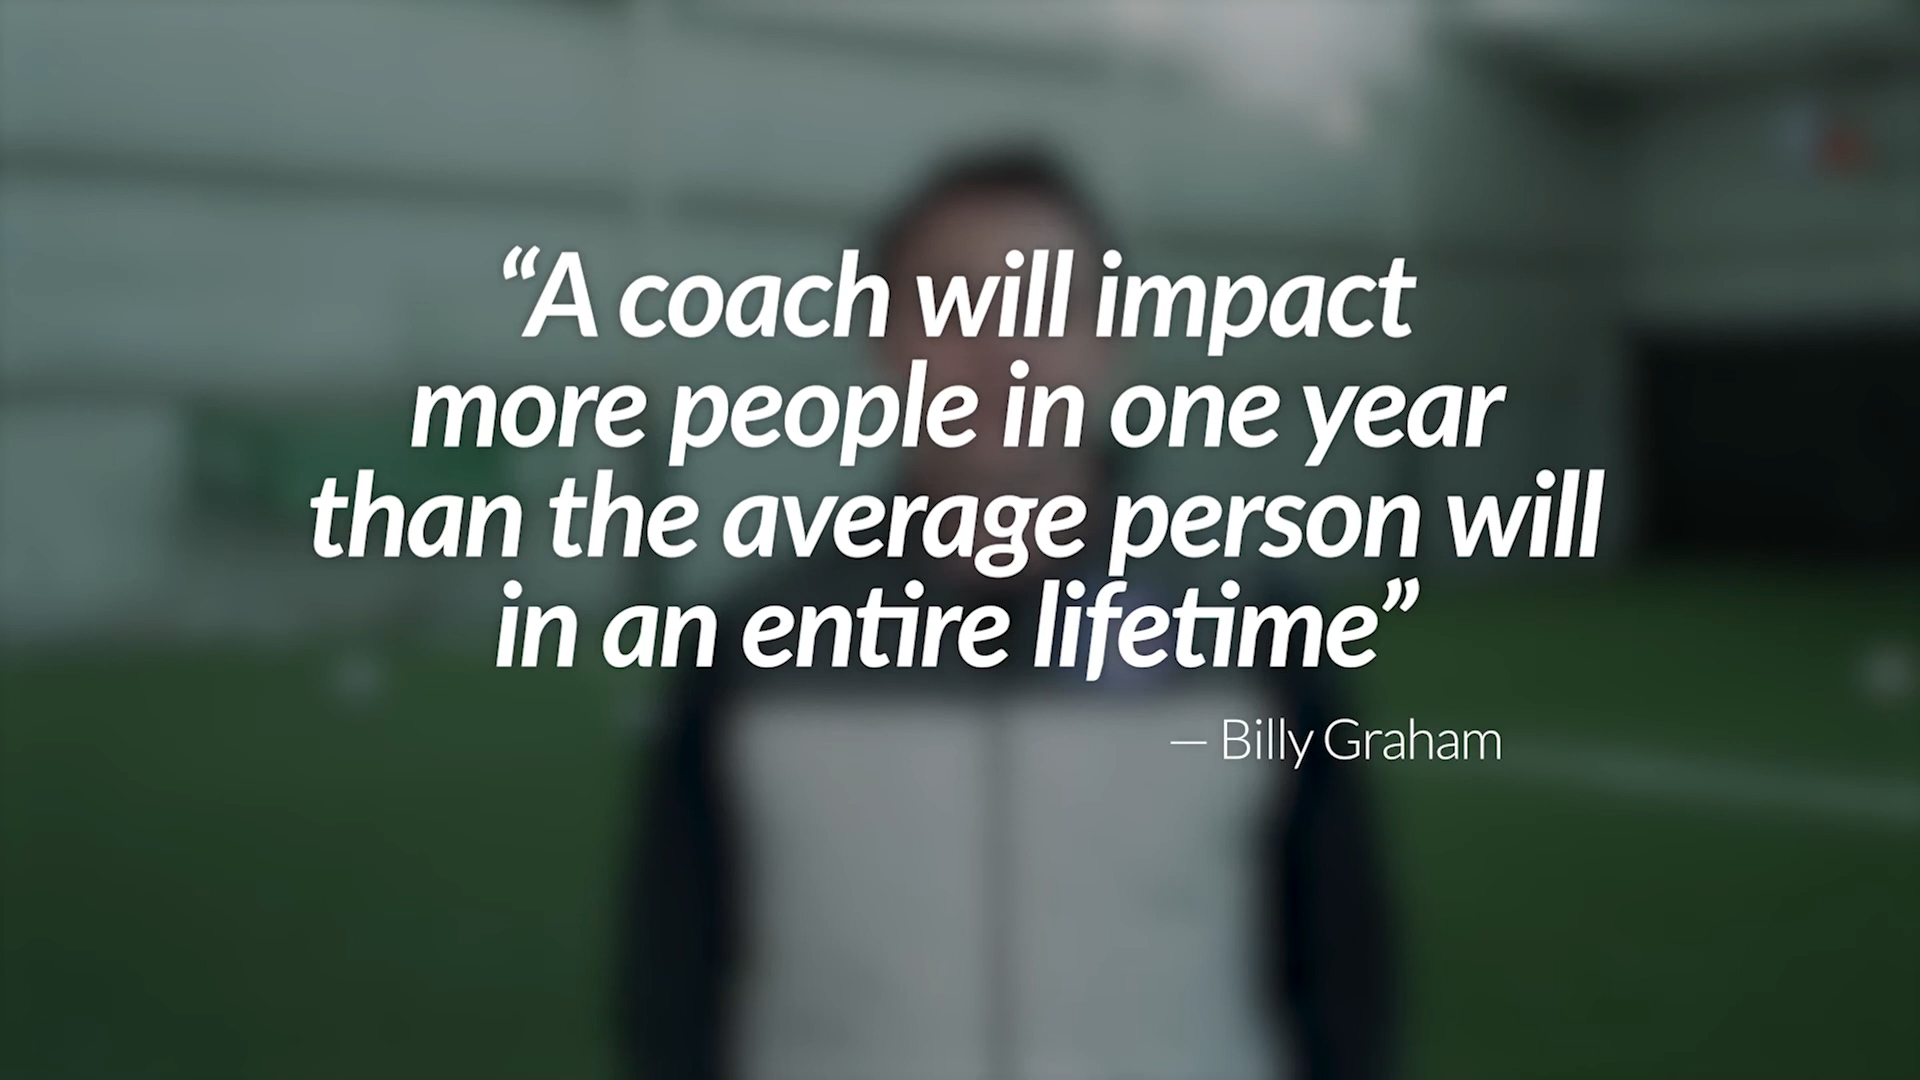 “A coach will impact
more people in one year
than the average person will
in an entire lifetime”
— Billy Graham